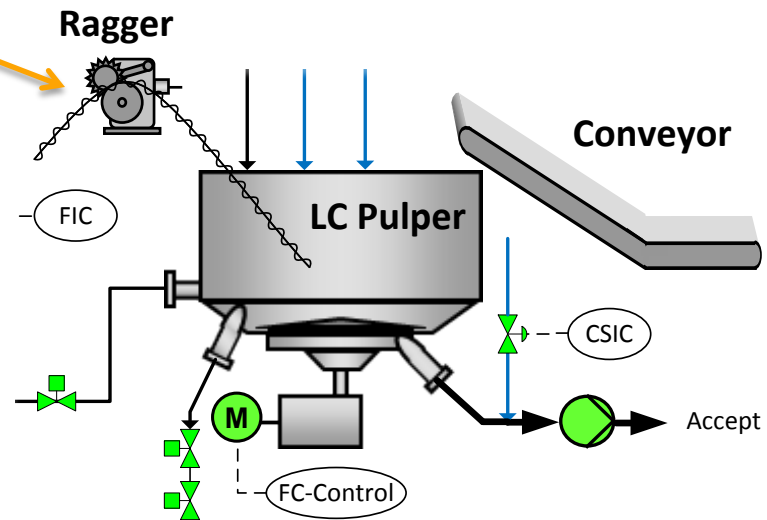 Ragger
Conveyor
FIC
LC Pulper
CSIC
M
Accept
FC-Control